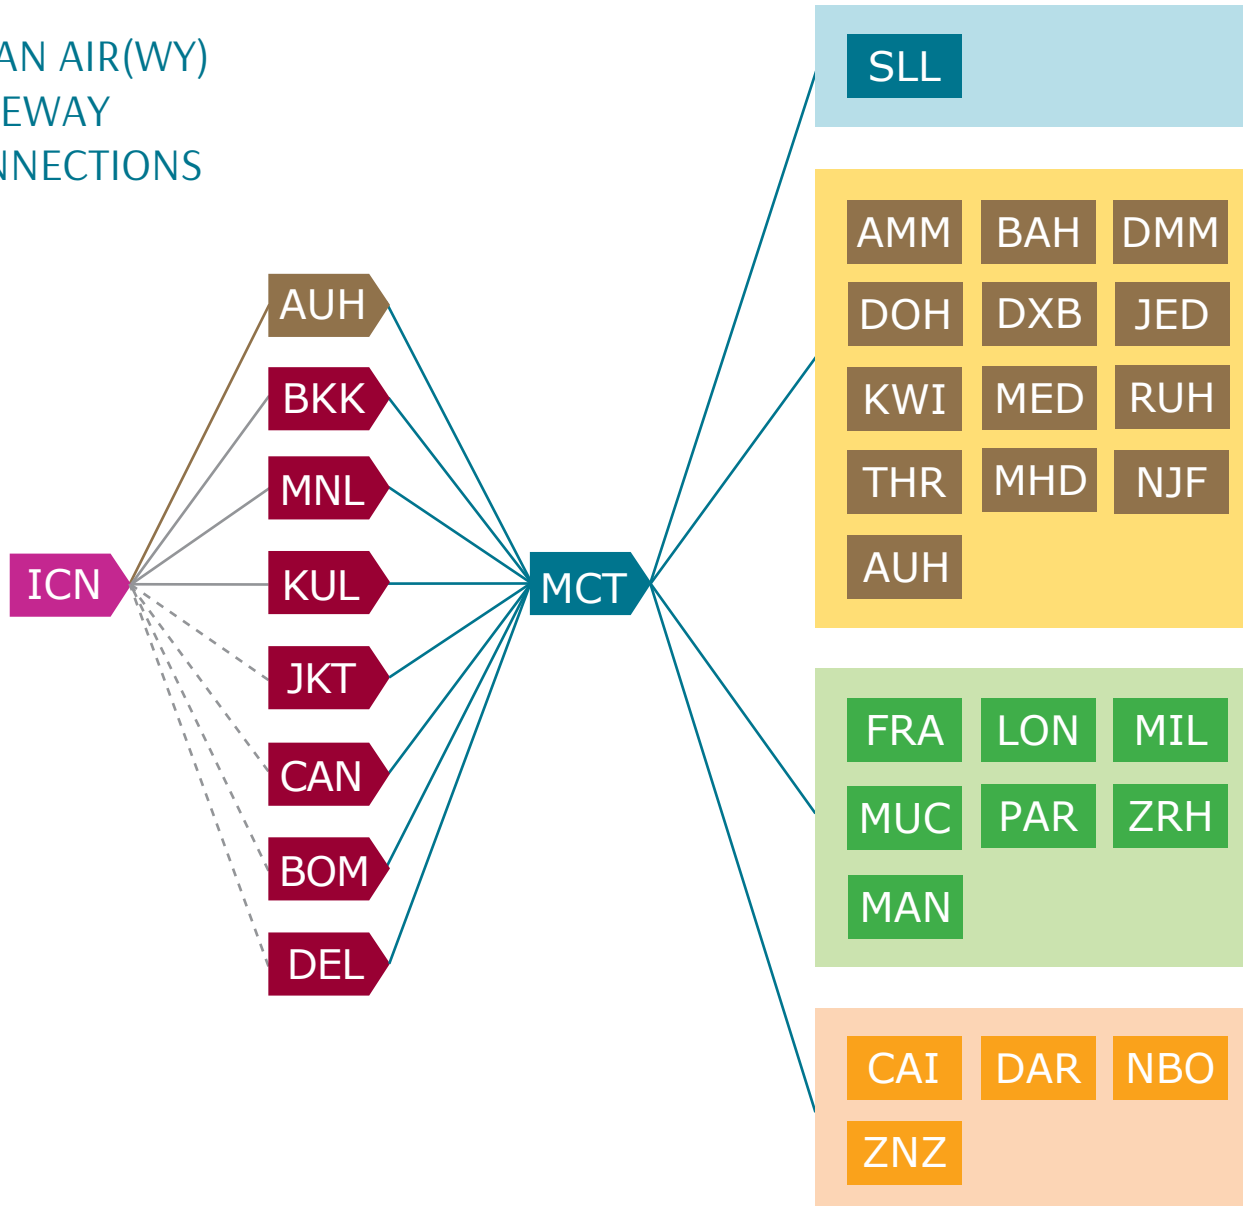 AN AIR(WY)
EWAY
NNECTIONS
ICN
AUH
BKK
MNL
KUL
JKT
CAN
BOM
DEL
MCT
SLL
AMM BAH DMM
DOH DXB JED
KWI MED RUH
THR MHD NJF
AUH
FRA LON MIL
MUC PAR ZRH
MAN
CAI DAR NBO
ZNZ